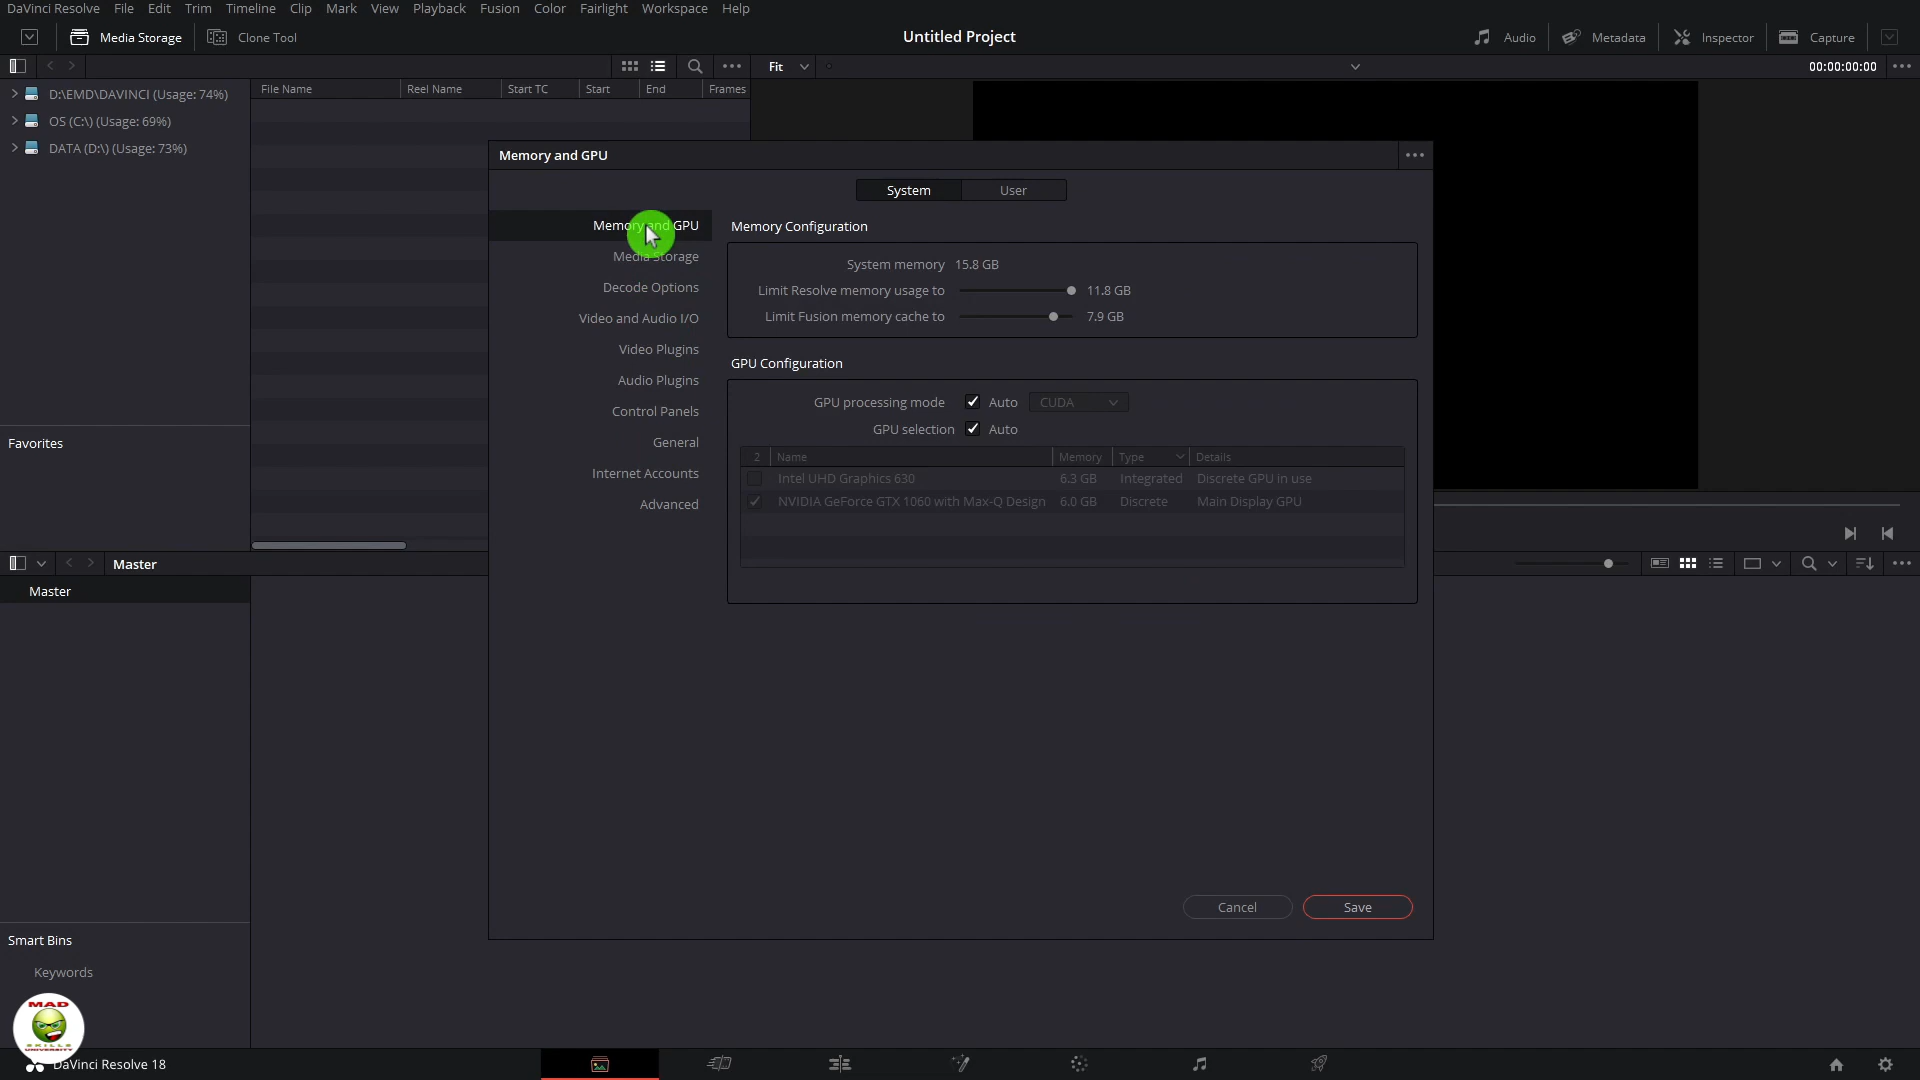 DaVinci Resolve File Edit Trim Timeline Clip Mark View Playback Fusion Color Fairlight Workspace Help
Media Storage Clone Tool Untitled Project Audio Metadata Inspector Capture
Fit 00:00:00:00
File Name Reel Name Start TC Start End Frames
D:\EMD\DAVINCI (Usage: 74%)
OS (C:\) (Usage: 69%)
DATA (D:\) (Usage: 73%)
Favorites
Master
Master
Smart Bins
Keywords
Memory and GPU
System User
Memory and GPU
Media Storage
Decode Options
Video and Audio I/O
Video Plugins
Audio Plugins
Control Panels
General
Internet Accounts
Advanced
Memory Configuration
System memory 15.8 GB
Limit Resolve memory usage to 11.8 GB
Limit Fusion memory cache to 7.9 GB
GPU Configuration
GPU processing mode Auto CUDA
GPU selection Auto
2 Name Memory Type Details
Intel UHD Graphics 630 6.3 GB Integrated Discrete GPU in use
NVIDIA GeForce GTX 1060 with Max-Q Design 6.0 GB Discrete Main Display GPU
Cancel Save
MAD
SKILLS
UNIVERSITY
DaVinci Resolve 18